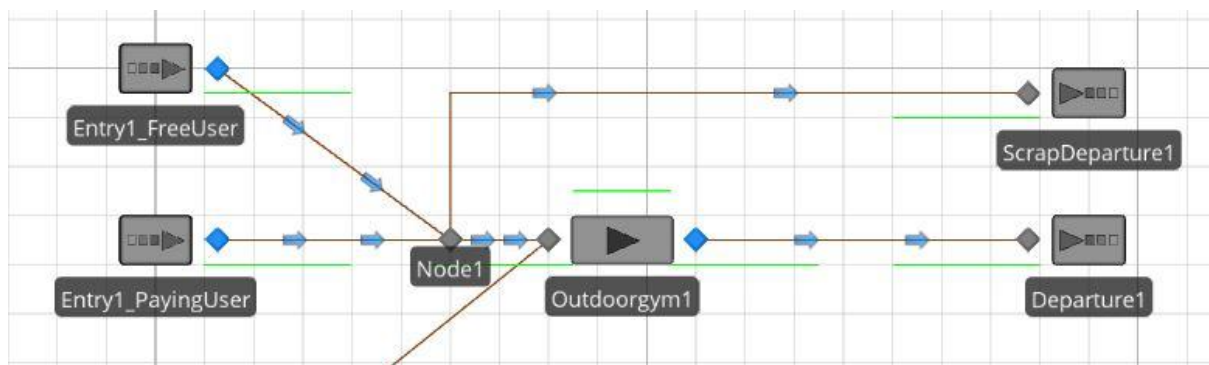 Entry1_FreeUser
ScrapDeparture1
Node1
Entry1_PayingUser
Outdoorgym1
Departure1